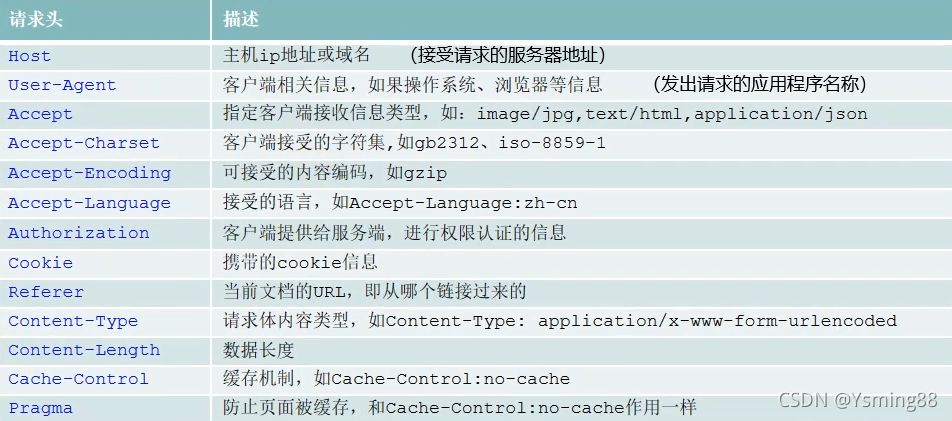 请求头 描述
Host 主机ip地址或域名 （接受请求的服务器地址）
User-Agent 客户端相关信息，如果操作系统、浏览器等信息 （发出请求的应用程序名称）
Accept 指定客户端接收信息类型，如：image/jpg,text/html,application/json
Accept-Charset 客户端接受的字符集,如gb2312、iso-8859-1
Accept-Encoding 可接受的内容编码，如gzip
Accept-Language 接受的语言，如Accept-Language:zh-cn
Authorization 客户端提供给服务端，进行权限认证的信息
Cookie 携带的cookie信息
Referer 当前文档的URL，即从哪个链接过来的
Content-Type 请求体内容类型，如Content-Type: application/x-www-form-urlencoded
Content-Length 数据长度
Cache-Control 缓存机制，如Cache-Control:no-cache
Pragma 防止页面被缓存，和Cache-Control:no-cache作用一样
CSDN @Ysming88